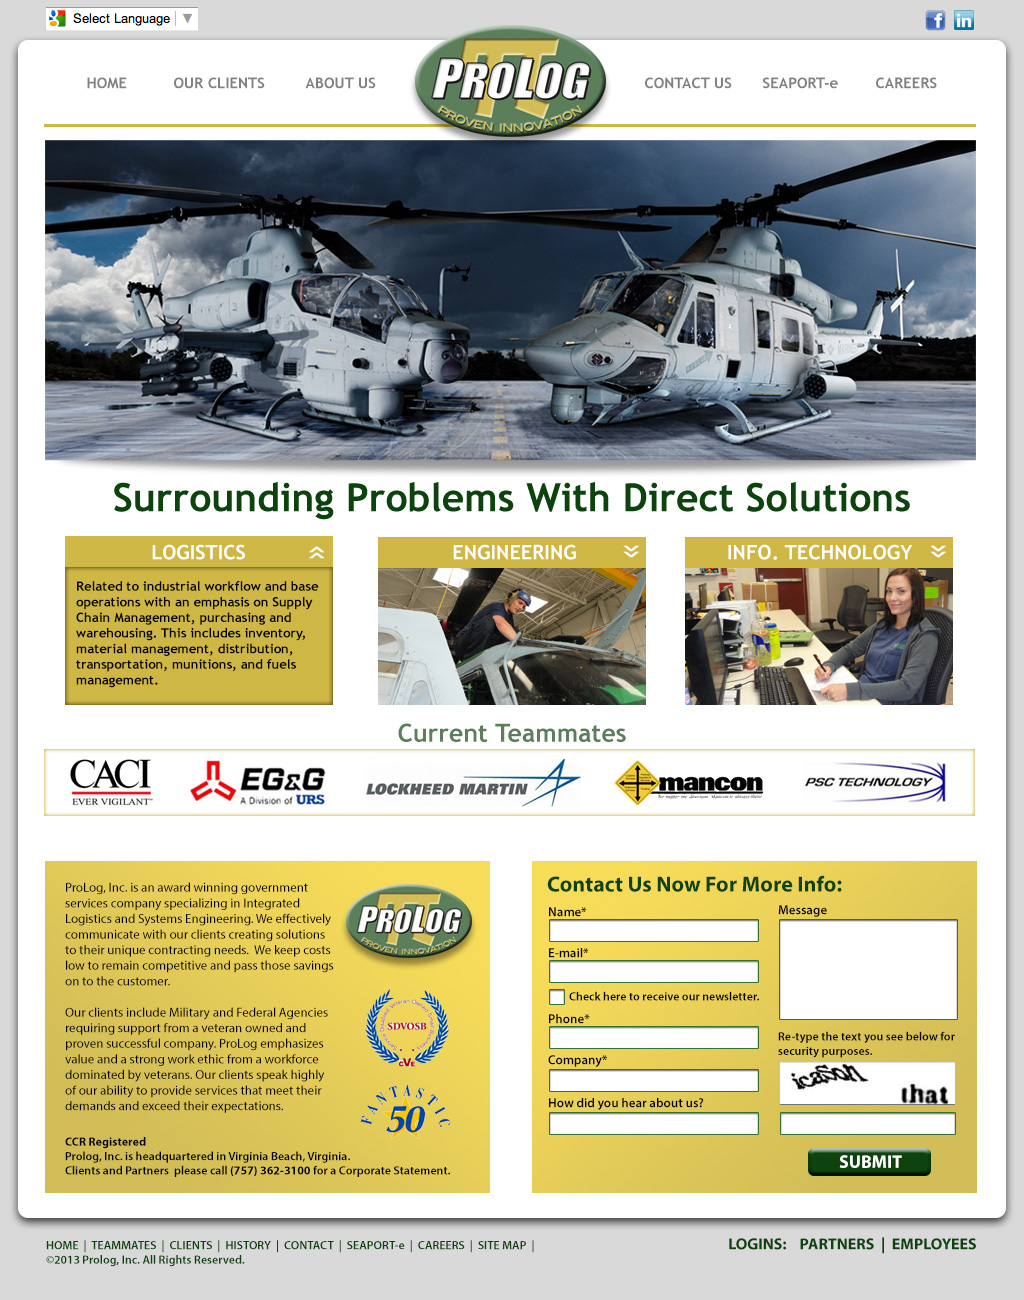 Select Language ▼
HOME
OUR CLIENTS
ABOUT US
PROLOG
PROVEN INNOVATION
CONTACT US
SEAPORT-e
CAREERS
Surrounding Problems With Direct Solutions
LOGISTICS
Related to industrial workflow and base
operations with an emphasis on Supply
Chain Management, purchasing and
warehousing. This includes inventory,
material management, distribution,
transportation, munitions, and fuels
management.
ENGINEERING
INFO. TECHNOLOGY
Current Teammates
CACI
EVER VIGILANT
EG&G
A Division of URS
LOCKHEED MARTIN
mancon
PSC TECHNOLOGY
ProLog, Inc. is an award winning government
services company specializing in Integrated
Logistics and Systems Engineering. We effectively
communicate with our clients creating solutions
to their unique contracting needs. We keep costs
low to remain competitive and pass those savings
on to the customer.
Our clients include Military and Federal Agencies
requiring support from a veteran owned and
proven successful company. ProLog emphasizes
value and a strong work ethic from a workforce
dominated by veterans. Our clients speak highly
of our ability to provide services that meet their
demands and exceed their expectations.
CCR Registered
Prolog, Inc. is headquartered in Virginia Beach, Virginia.
Clients and Partners please call (757) 362-3100 for a Corporate Statement.
PROLOG
PROVEN INNOVATION
SDVOSB
CVE
FANTASTIC
50
Contact Us Now For More Info:
Name*
E-mail*
Check here to receive our newsletter.
Phone*
Company*
How did you hear about us?
Message
Re-type the text you see below for
security purposes.
icason
that
SUBMIT
HOME | TEAMMATES | CLIENTS | HISTORY | CONTACT | SEAPORT-e | CAREERS | SITE MAP |
©2013 Prolog, Inc. All Rights Reserved.
LOGINS: PARTNERS | EMPLOYEES